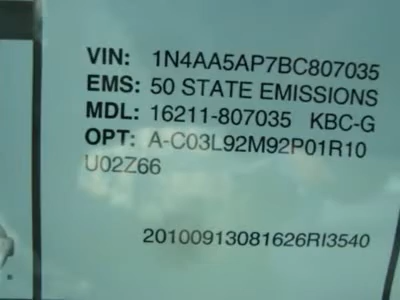 VIN: 1N4AA5AP7BC807035
EMS: 50 STATE EMISSIONS
MDL: 16211-807035 KBC-G
OPT: A-C03L92M92P01R10
U02Z66
20100913081626RI3540